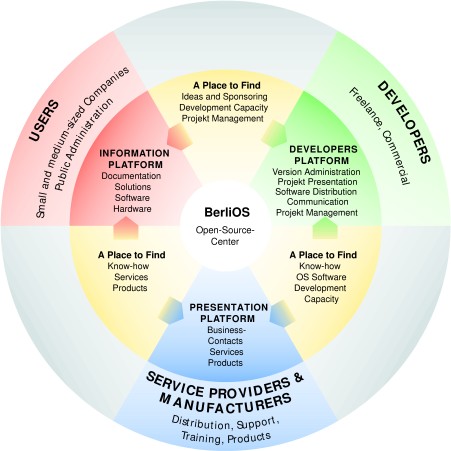 USERS
Small and medium-sized Companies
Public Administration
DEVELOPERS
Freelance, Commercial
A Place to Find
Ideas and Sponsoring
Development Capacity
Projekt Management
INFORMATION
PLATFORM
Documentation
Solutions
Software
Hardware
DEVELOPERS
PLATFORM
Version Administration
Projekt Presentation
Software Distribution
Communication
Projekt Management
BerliOS
Open-Source-
Center
A Place to Find
Know-how
Services
Products
A Place to Find
Know-how
OS Software
Development
Capacity
PRESENTATION
PLATFORM
Business-
Contacts
Services
Products
SERVICE PROVIDERS &
MANUFACTURERS
Distribution, Support,
Training, Products